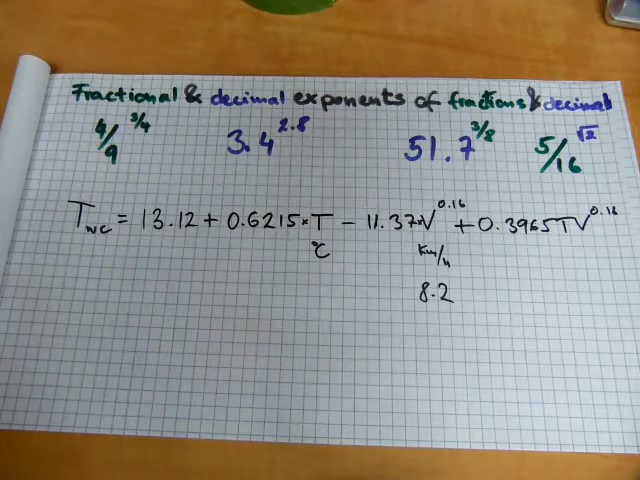 Fractional & decimal exponents of fractions & decimal
4/9^3/4 3.4^2.8 51.7^3/8 5/16^√2
Twc = 13.12 + 0.6215 * T - 11.37 * V^0.16 + 0.3965TV^0.16
°C Km/h
8.2